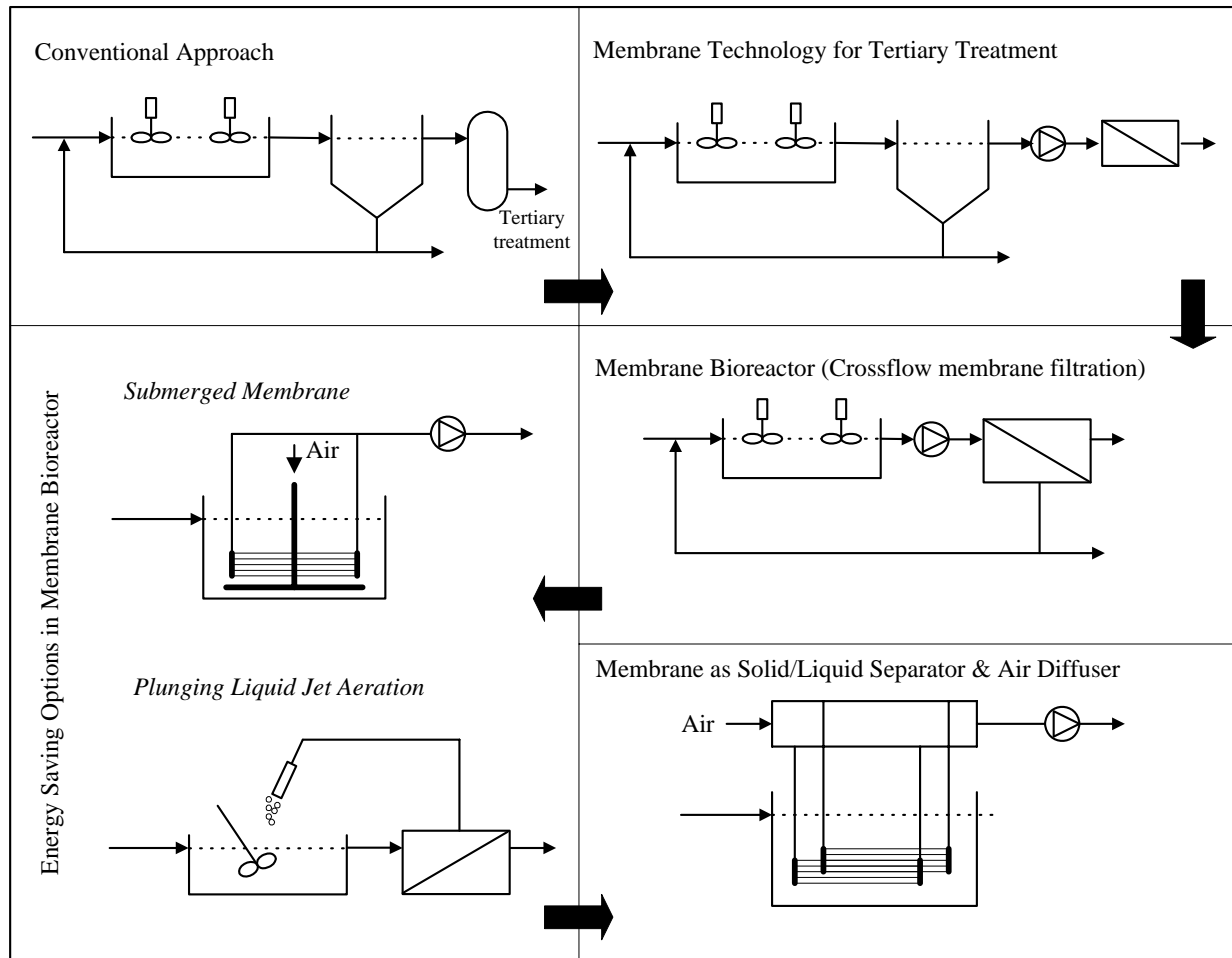 Conventional Approach
Tertiary
treatment
Membrane Technology for Tertiary Treatment
Membrane Bioreactor (Crossflow membrane filtration)
Energy Saving Options in Membrane Bioreactor
Submerged Membrane
Air
Plunging Liquid Jet Aeration
Membrane as Solid/Liquid Separator & Air Diffuser
Air